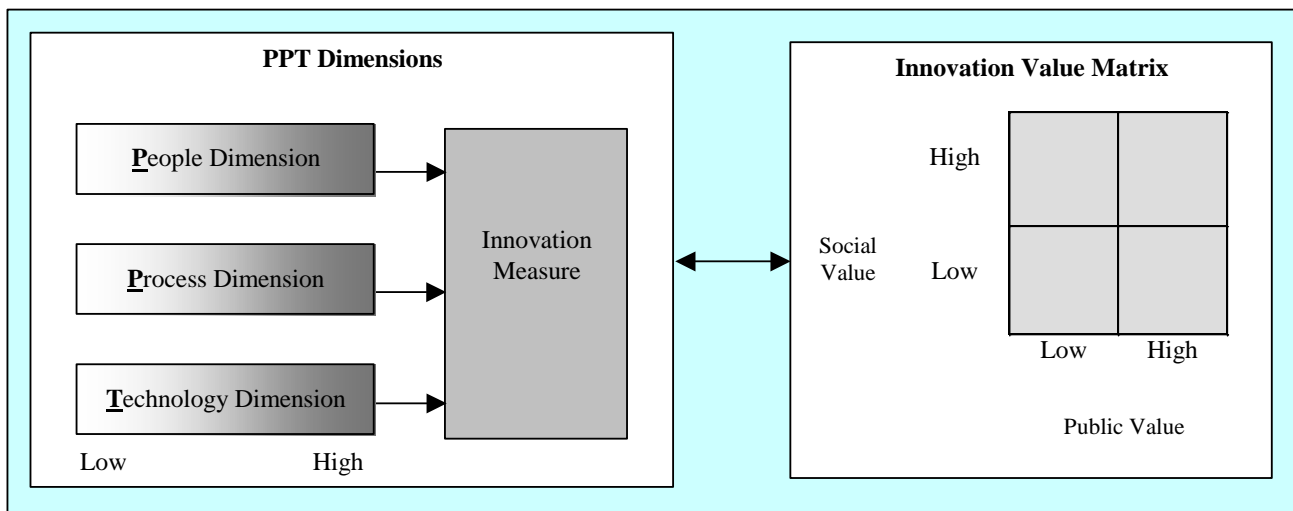 PPT Dimensions
People Dimension
Process Dimension
Technology Dimension
Low High
Innovation
Measure
Innovation Value Matrix
High
Social
Value
Low
Low High
Public Value